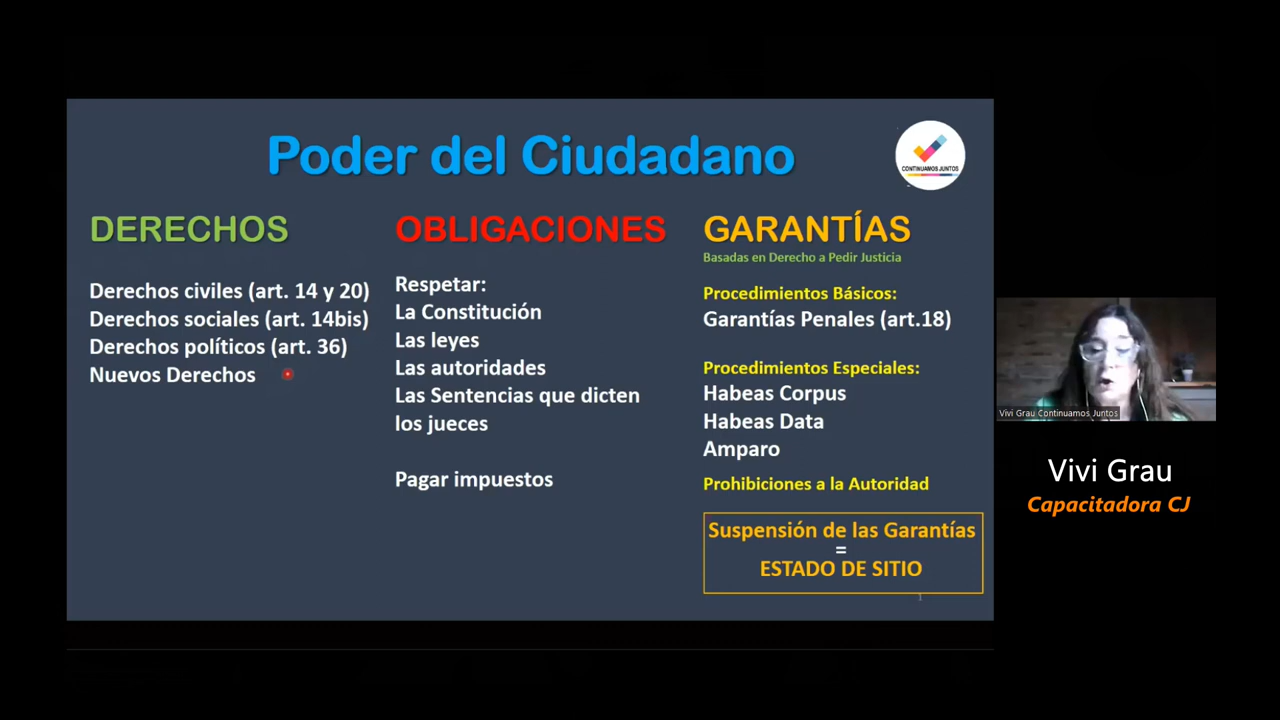 Poder del Ciudadano
CONTINUAMOS JUNTOS
DERECHOS
Derechos civiles (art. 14 y 20)
Derechos sociales (art. 14bis)
Derechos políticos (art. 36)
Nuevos Derechos
OBLIGACIONES
Respetar:
La Constitución
Las leyes
Las autoridades
Las Sentencias que dicten
los jueces
Pagar impuestos
GARANTÍAS
Basadas en Derecho a Pedir Justicia
Procedimientos Básicos:
Garantías Penales (art.18)
Procedimientos Especiales:
Habeas Corpus
Habeas Data
Amparo
Prohibiciones a la Autoridad
Suspensión de las Garantías
=
ESTADO DE SITIO
1
Vivi Grau Continuamos Juntos
Vivi Grau
Capacitadora CJ